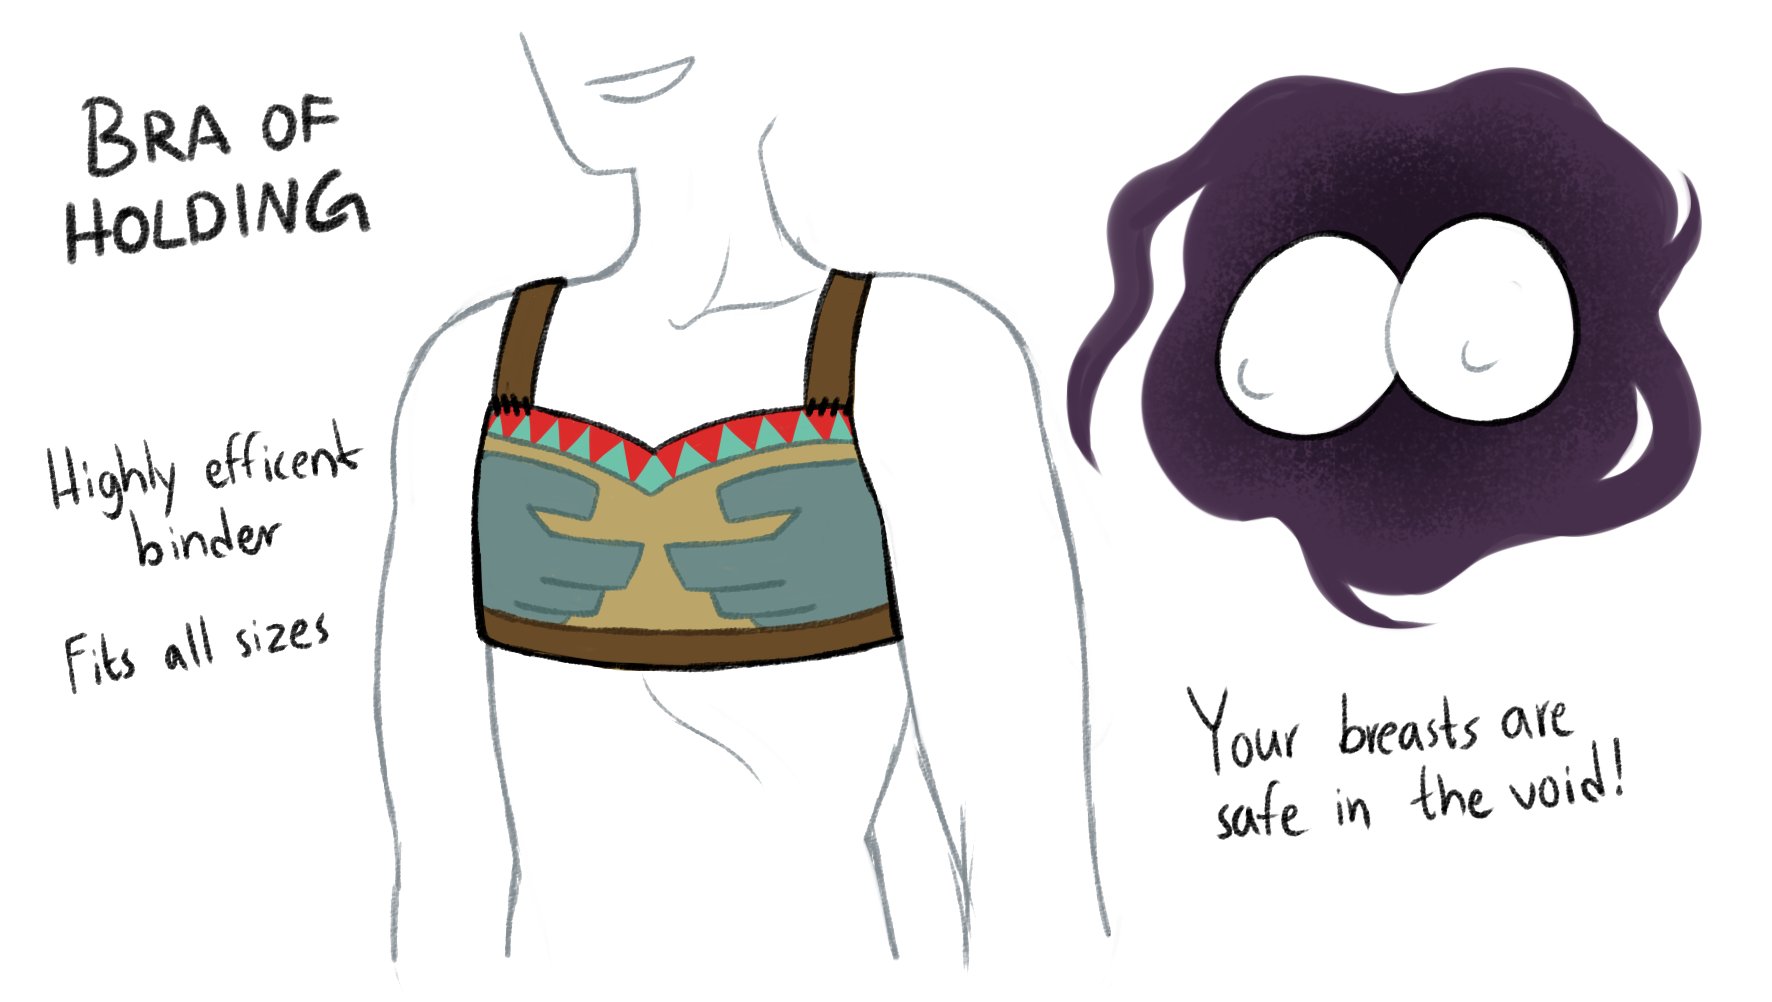 BRA OF
HOLDING
Highly efficent
binder
Fits all sizes
Your breasts are
safe in the void!